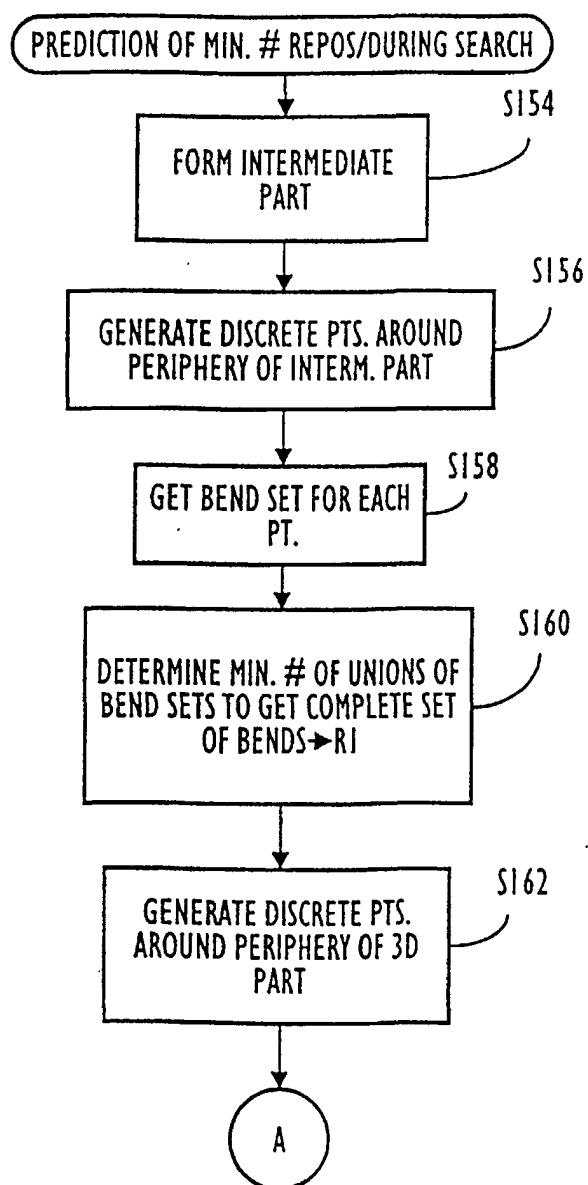 PREDICTION OF MIN. # REPOS/DURING SEARCH
S154
FORM INTERMEDIATE
PART
S156
GENERATE DISCRETE PTS. AROUND
PERIPHERY OF INTERM. PART
S158
GET BEND SET FOR EACH
PT.
S160
DETERMINE MIN. # OF UNIONS OF
BEND SETS TO GET COMPLETE SET
OF BENDS→R1
S162
GENERATE DISCRETE PTS.
AROUND PERIPHERY OF 3D
PART
A